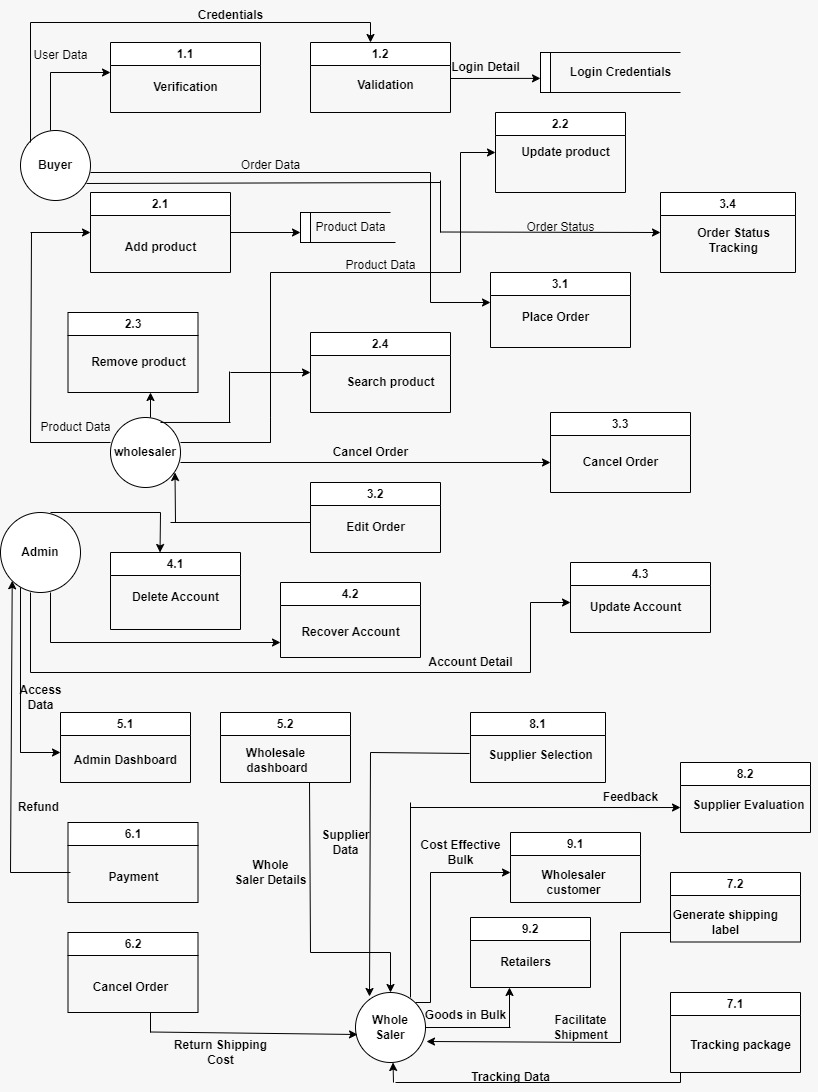 Credentials
User Data
1.1
Verification
1.2
Validation
Login Detail
Login Credentials
2.2
Update product
Buyer
Order Data
2.1
Add product
Product Data
Order Status
3.4
Order Status
Tracking
Product Data
3.1
Place Order
2.3
Remove product
2.4
Search product
Product Data
wholesaler
Cancel Order
3.3
Cancel Order
3.2
Edit Order
Admin
4.1
Delete Account
4.2
Recover Account
4.3
Update Account
Account Detail
Access
Data
5.1
Admin Dashboard
5.2
Wholesale
dashboard
8.1
Supplier Selection
8.2
Supplier Evaluation
Feedback
Refund
6.1
Payment
Supplier
Data
Whole
Saler Details
Cost Effective
Bulk
9.1
Wholesaler
customer
7.2
Generate shipping
label
9.2
Retailers
6.2
Cancel Order
Whole
Saler
Goods in Bulk
Facilitate
Shipment
7.1
Tracking package
Return Shipping
Cost
Tracking Data